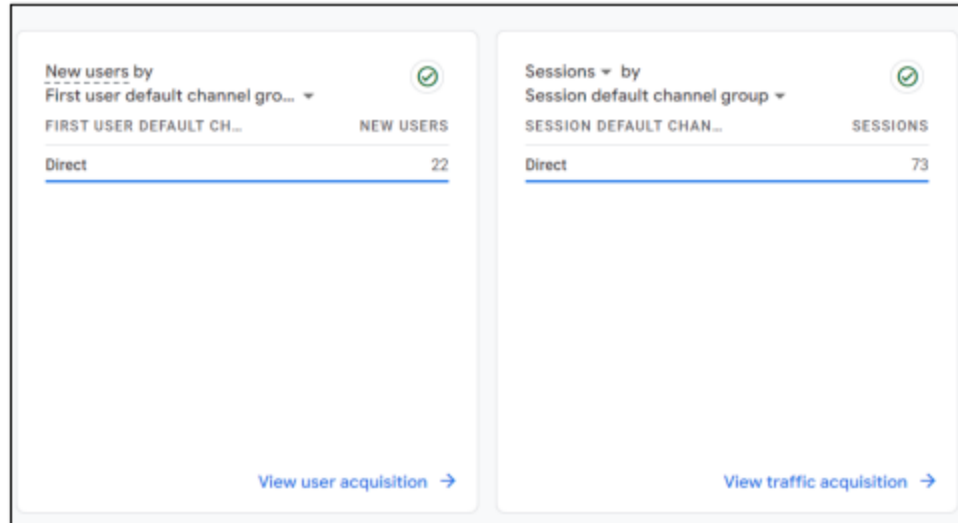 New users by
First user default channel gro...
FIRST USER DEFAULT CH... NEW USERS
Direct 22
View user acquisition →
Sessions by
Session default channel group
SESSION DEFAULT CHAN... SESSIONS
Direct 73
View traffic acquisition →